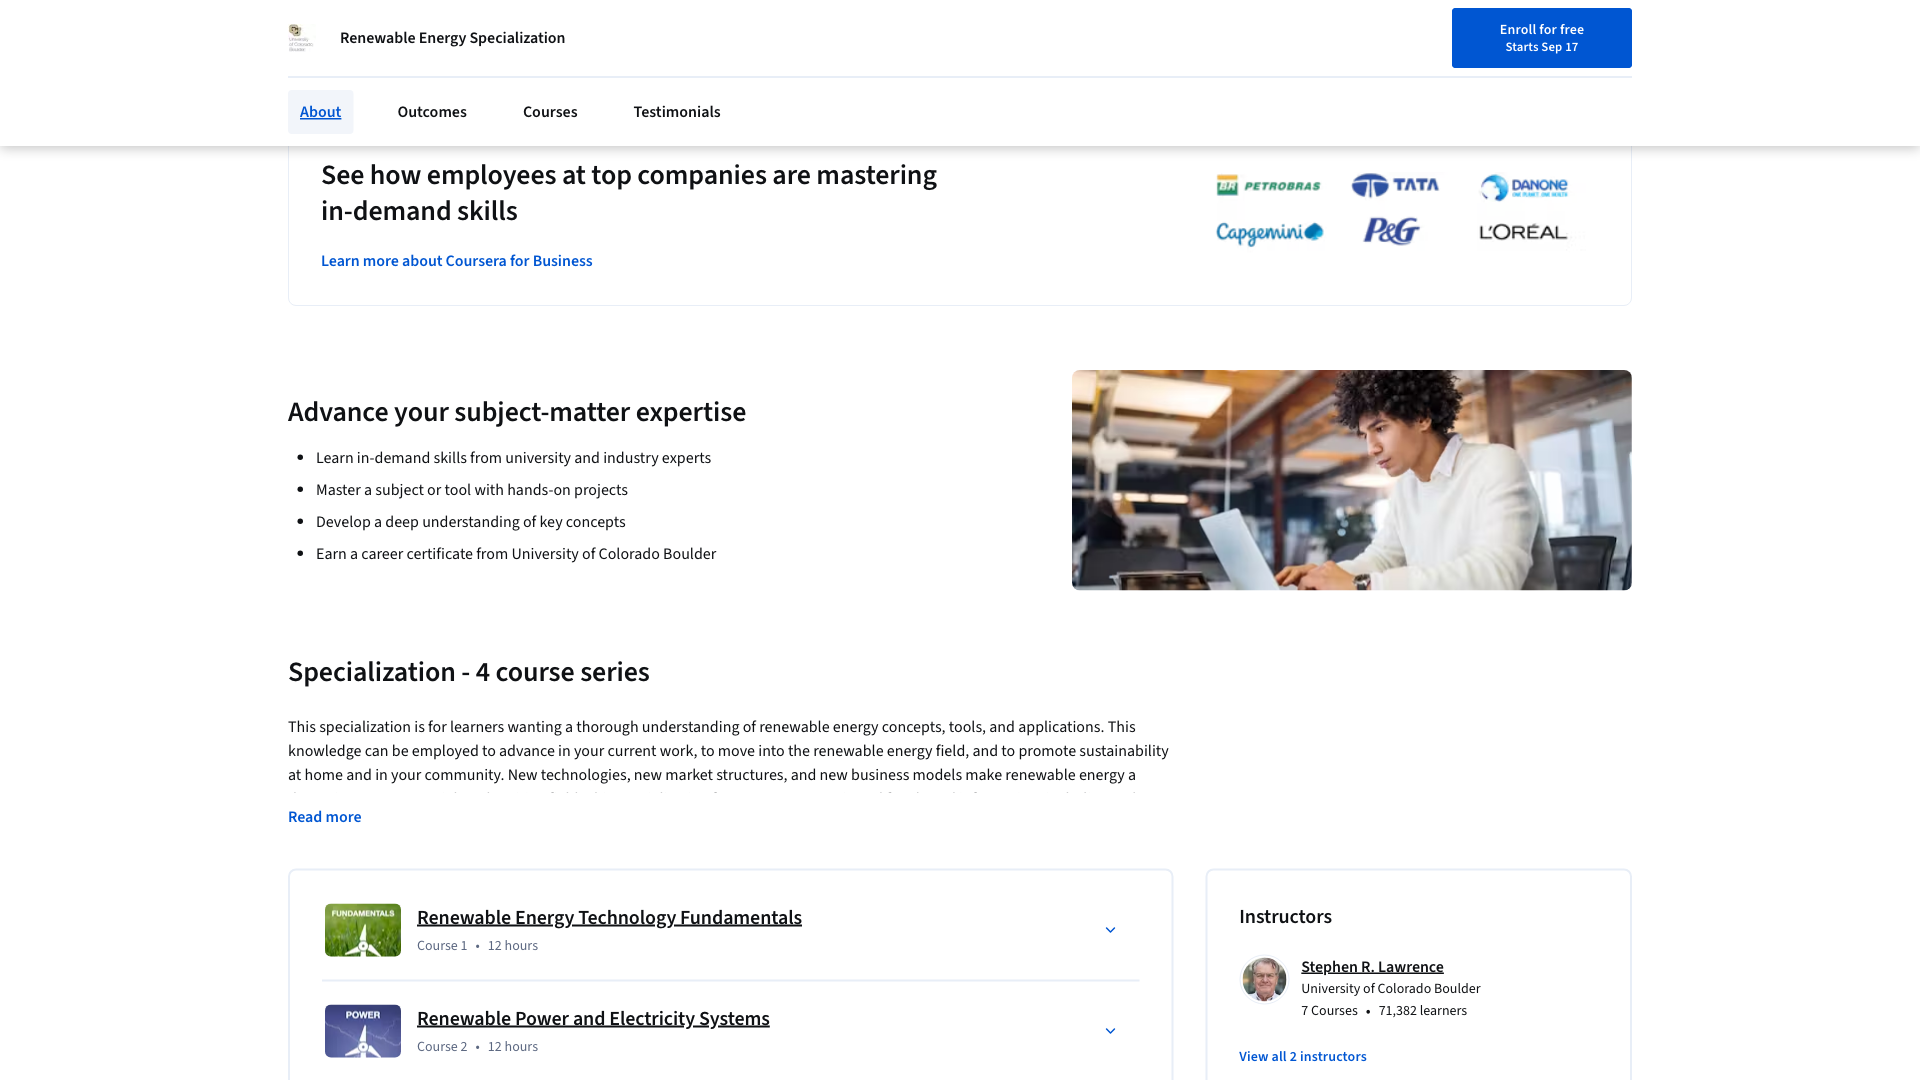 Renewable Energy Specialization
Enroll for free
Starts Sep 17
About
Outcomes
Courses
Testimonials
See how employees at top companies are mastering
in-demand skills
Learn more about Coursera for Business
BR PETROBRAS
TATA
DANONE
Capgemini
P&G
L'ORÉAL
Advance your subject-matter expertise
Learn in-demand skills from university and industry experts
Master a subject or tool with hands-on projects
Develop a deep understanding of key concepts
Earn a career certificate from University of Colorado Boulder
Specialization - 4 course series
This specialization is for learners wanting a thorough understanding of renewable energy concepts, tools, and applications. This
knowledge can be employed to advance in your current work, to move into the renewable energy field, and to promote sustainability
at home and in your community. New technologies, new market structures, and new business models make renewable energy a
Read more
FUNDAMENTALS
Renewable Energy Technology Fundamentals
Course 1 • 12 hours
POWER
Renewable Power and Electricity Systems
Course 2 • 12 hours
Instructors
Stephen R. Lawrence
University of Colorado Boulder
7 Courses • 71,382 learners
View all 2 instructors